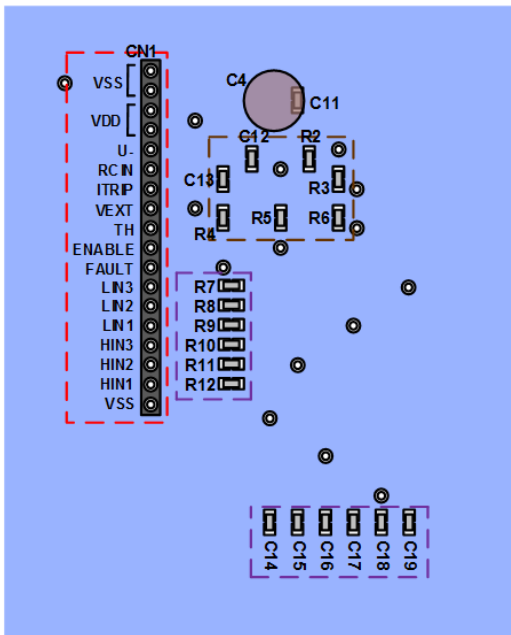 CN1
VSS
VDD
U-
RCIN
ITRIP
VEXT
TH
ENABLE
FAULT
LIN3
LIN2
LIN1
HIN3
HIN2
HIN1
VSS
C4
C11
C12
R2
C13
R3
R4
R5
R6
R7
R8
R9
R10
R11
R12
C14
C15
C16
C17
C18
C19